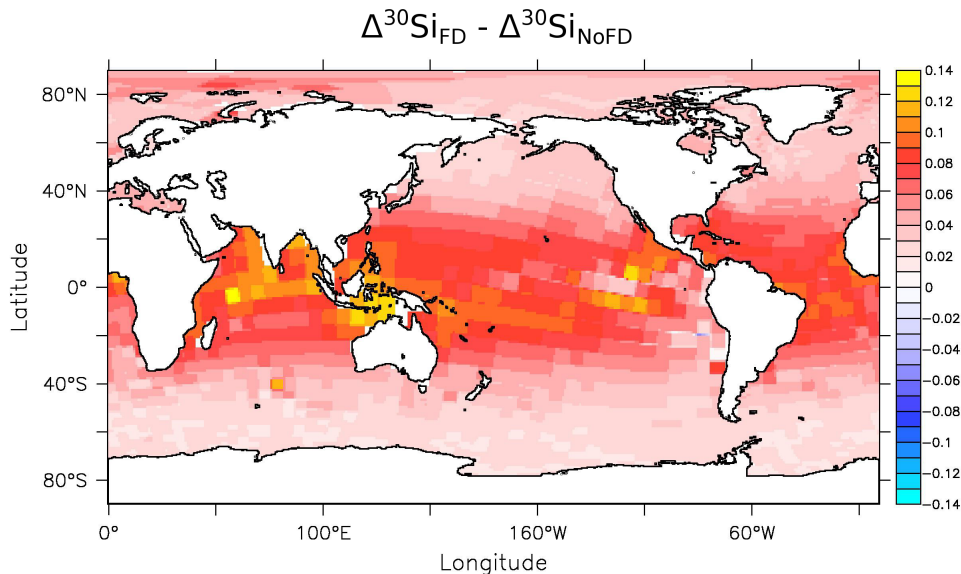 Δ³⁰Si_FD - Δ³⁰Si_NoFD
80°N
40°N
0°
40°S
80°S
Latitude
0°
100°E
160°W
60°W
Longitude
0.14
0.12
0.1
0.08
0.06
0.04
0.02
0
-0.02
-0.04
-0.06
-0.08
-0.1
-0.12
-0.14